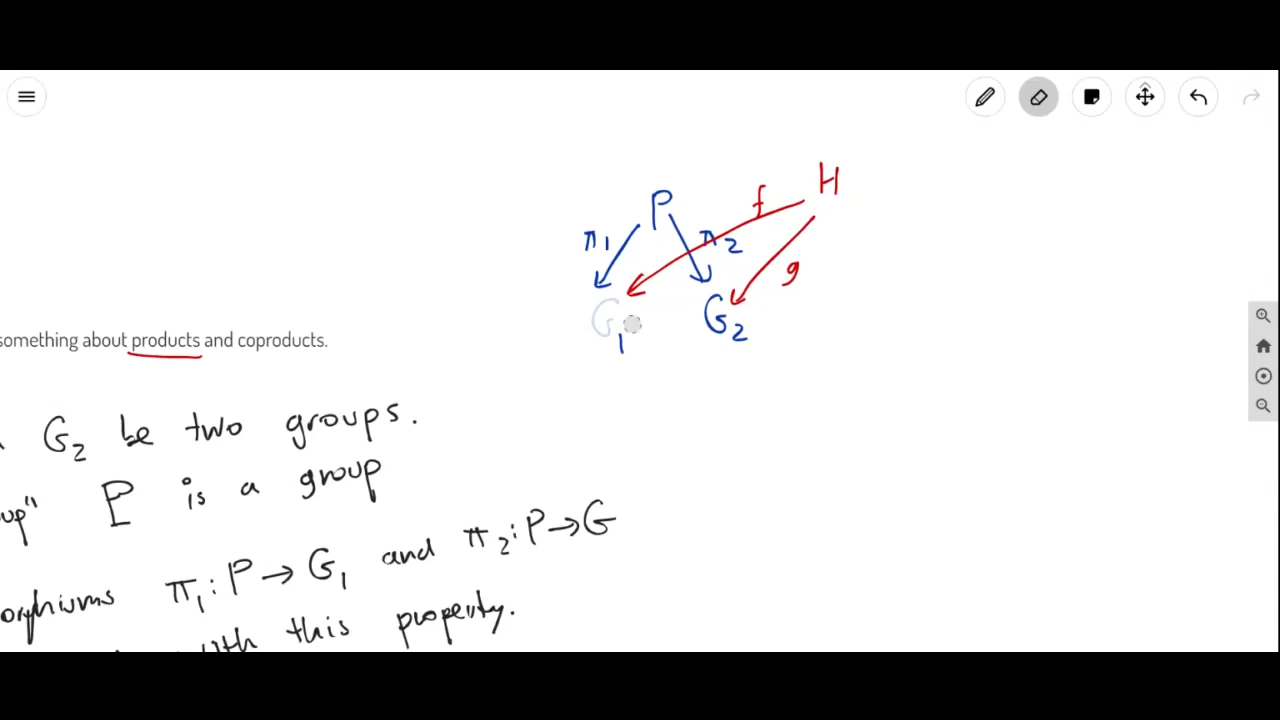 H
f
P
π1 π2
g
G1 G2
something about products and coproducts.
G2 be two groups.
up" P is a group
orphisms π1: P → G1 and π2: P → G
with this property.